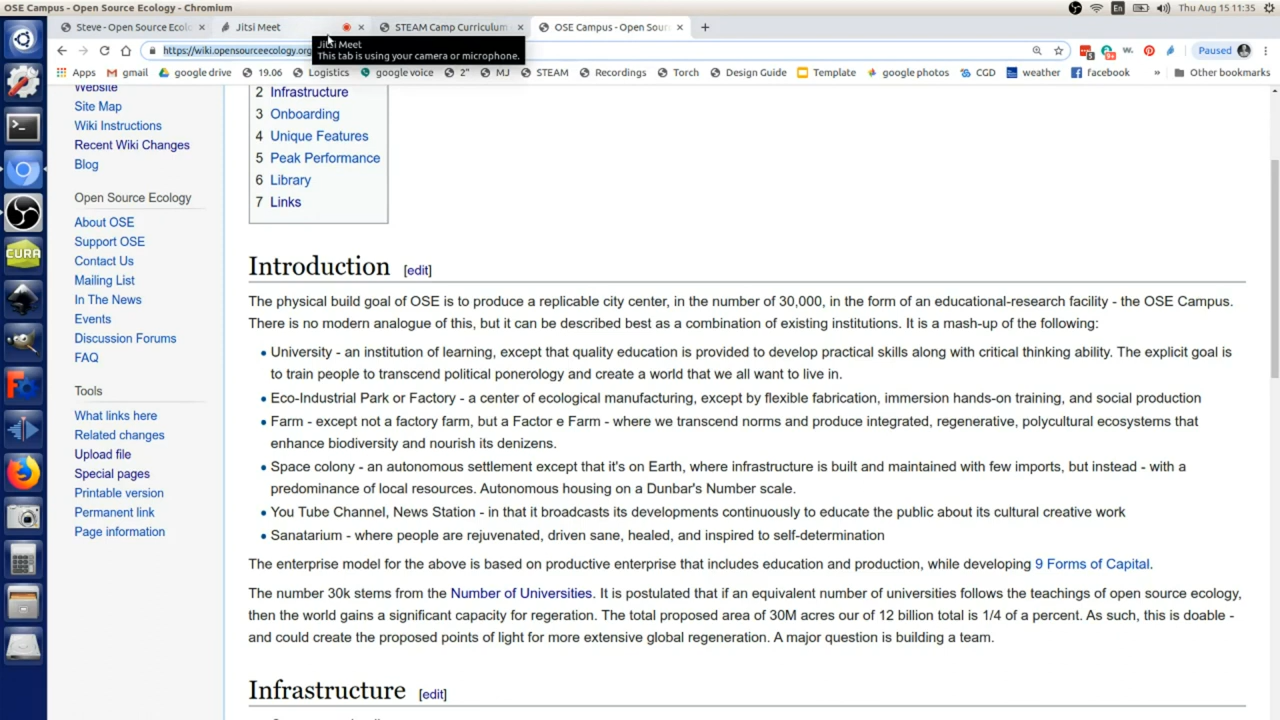 OSE Campus - Open Source Ecology - Chromium
En
Thu Aug 15 11:35
Steve - Open Source Ecol
Jitsi Meet
STEAM Camp Curriculum
OSE Campus - Open Sour
Jitsi Meet
This tab is using your camera or microphone.
https://wiki.opensourceecology.org
Paused
Apps
gmail
google drive
19.06
Logistics
google voice
2"
MJ
STEAM
Recordings
Torch
Design Guide
Template
google photos
CGD
weather
facebook
»
Other bookmarks
Website
Site Map
Wiki Instructions
Recent Wiki Changes
Blog
Open Source Ecology
About OSE
Support OSE
Contact Us
Mailing List
In The News
Events
Discussion Forums
FAQ
Tools
What links here
Related changes
Upload file
Special pages
Printable version
Permanent link
Page information
2 Infrastructure
3 Onboarding
4 Unique Features
5 Peak Performance
6 Library
7 Links
Introduction [edit]
The physical build goal of OSE is to produce a replicable city center, in the number of 30,000, in the form of an educational-research facility - the OSE Campus.
There is no modern analogue of this, but it can be described best as a combination of existing institutions. It is a mash-up of the following:
• University - an institution of learning, except that quality education is provided to develop practical skills along with critical thinking ability. The explicit goal is
to train people to transcend political ponerology and create a world that we all want to live in.
• Eco-Industrial Park or Factory - a center of ecological manufacturing, except by flexible fabrication, immersion hands-on training, and social production
• Farm - except not a factory farm, but a Factor e Farm - where we transcend norms and produce integrated, regenerative, polycultural ecosystems that
enhance biodiversity and nourish its denizens.
• Space colony - an autonomous settlement except that it's on Earth, where infrastructure is built and maintained with few imports, but instead - with a
predominance of local resources. Autonomous housing on a Dunbar's Number scale.
• You Tube Channel, News Station - in that it broadcasts its developments continuously to educate the public about its cultural creative work
• Sanatarium - where people are rejuvenated, driven sane, healed, and inspired to self-determination
The enterprise model for the above is based on productive enterprise that includes education and production, while developing 9 Forms of Capital.
The number 30k stems from the Number of Universities. It is postulated that if an equivalent number of universities follows the teachings of open source ecology,
then the world gains a significant capacity for regeration. The total proposed area of 30M acres our of 12 billion total is 1/4 of a percent. As such, this is doable -
and could create the proposed points of light for more extensive global regeneration. A major question is building a team.
Infrastructure [edit]
CURA